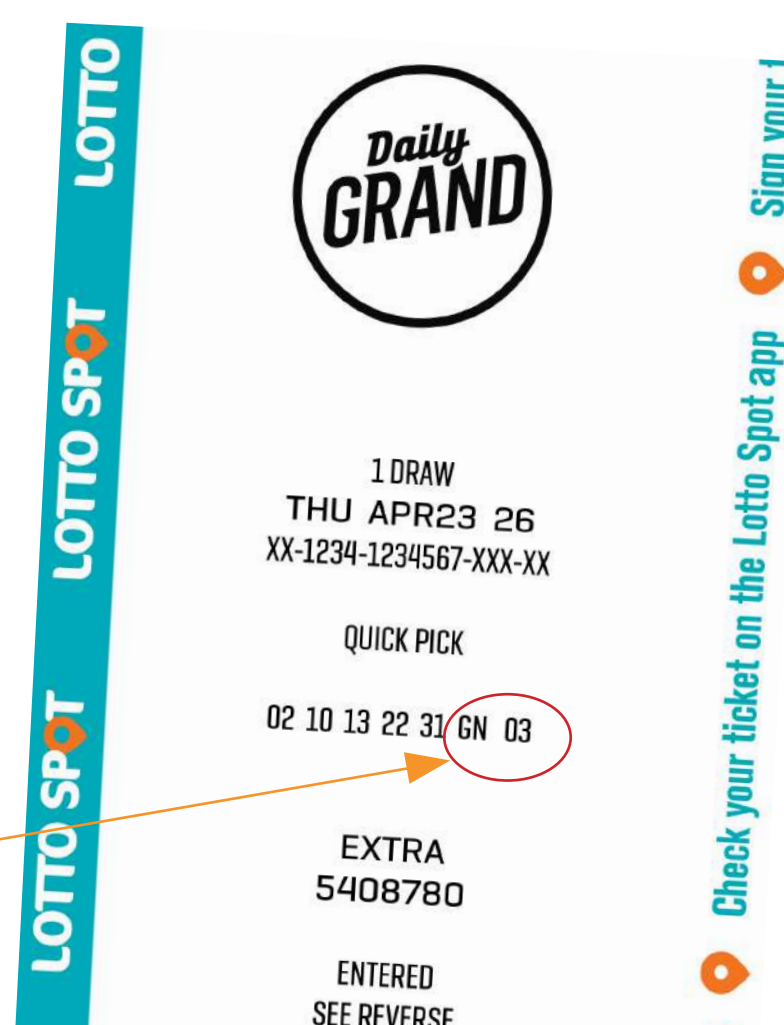 LOTTO
LOTTO SPOT
LOTTO SPOT
Daily
GRAND
1 DRAW
THU APR23 26
XX-1234-1234567-XXX-XX
QUICK PICK
02 10 13 22 31 GN 03
EXTRA
5408780
ENTERED
SEE REVERSE
Sign your
Check your ticket on the Lotto Spot app